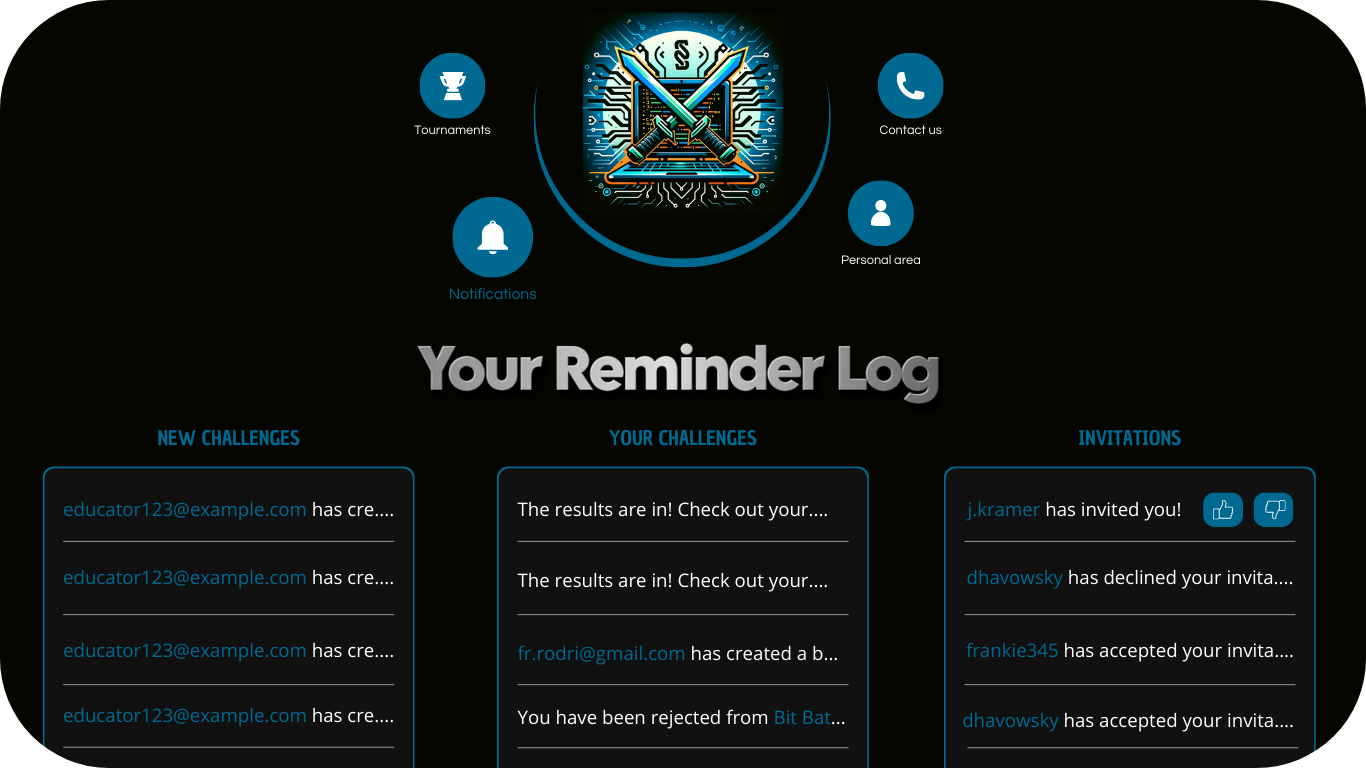 Tournaments
Contact us
Personal area
Notifications
Your Reminder Log
NEW CHALLENGES
educator123@example.com has cre....
educator123@example.com has cre....
educator123@example.com has cre....
educator123@example.com has cre....
YOUR CHALLENGES
The results are in! Check out your....
The results are in! Check out your....
fr.rodri@gmail.com has created a b...
You have been rejected from Bit Bat...
INVITATIONS
j.kramer has invited you!
dhavowsky has declined your invita....
frankie345 has accepted your invita....
dhavowsky has accepted your invita....